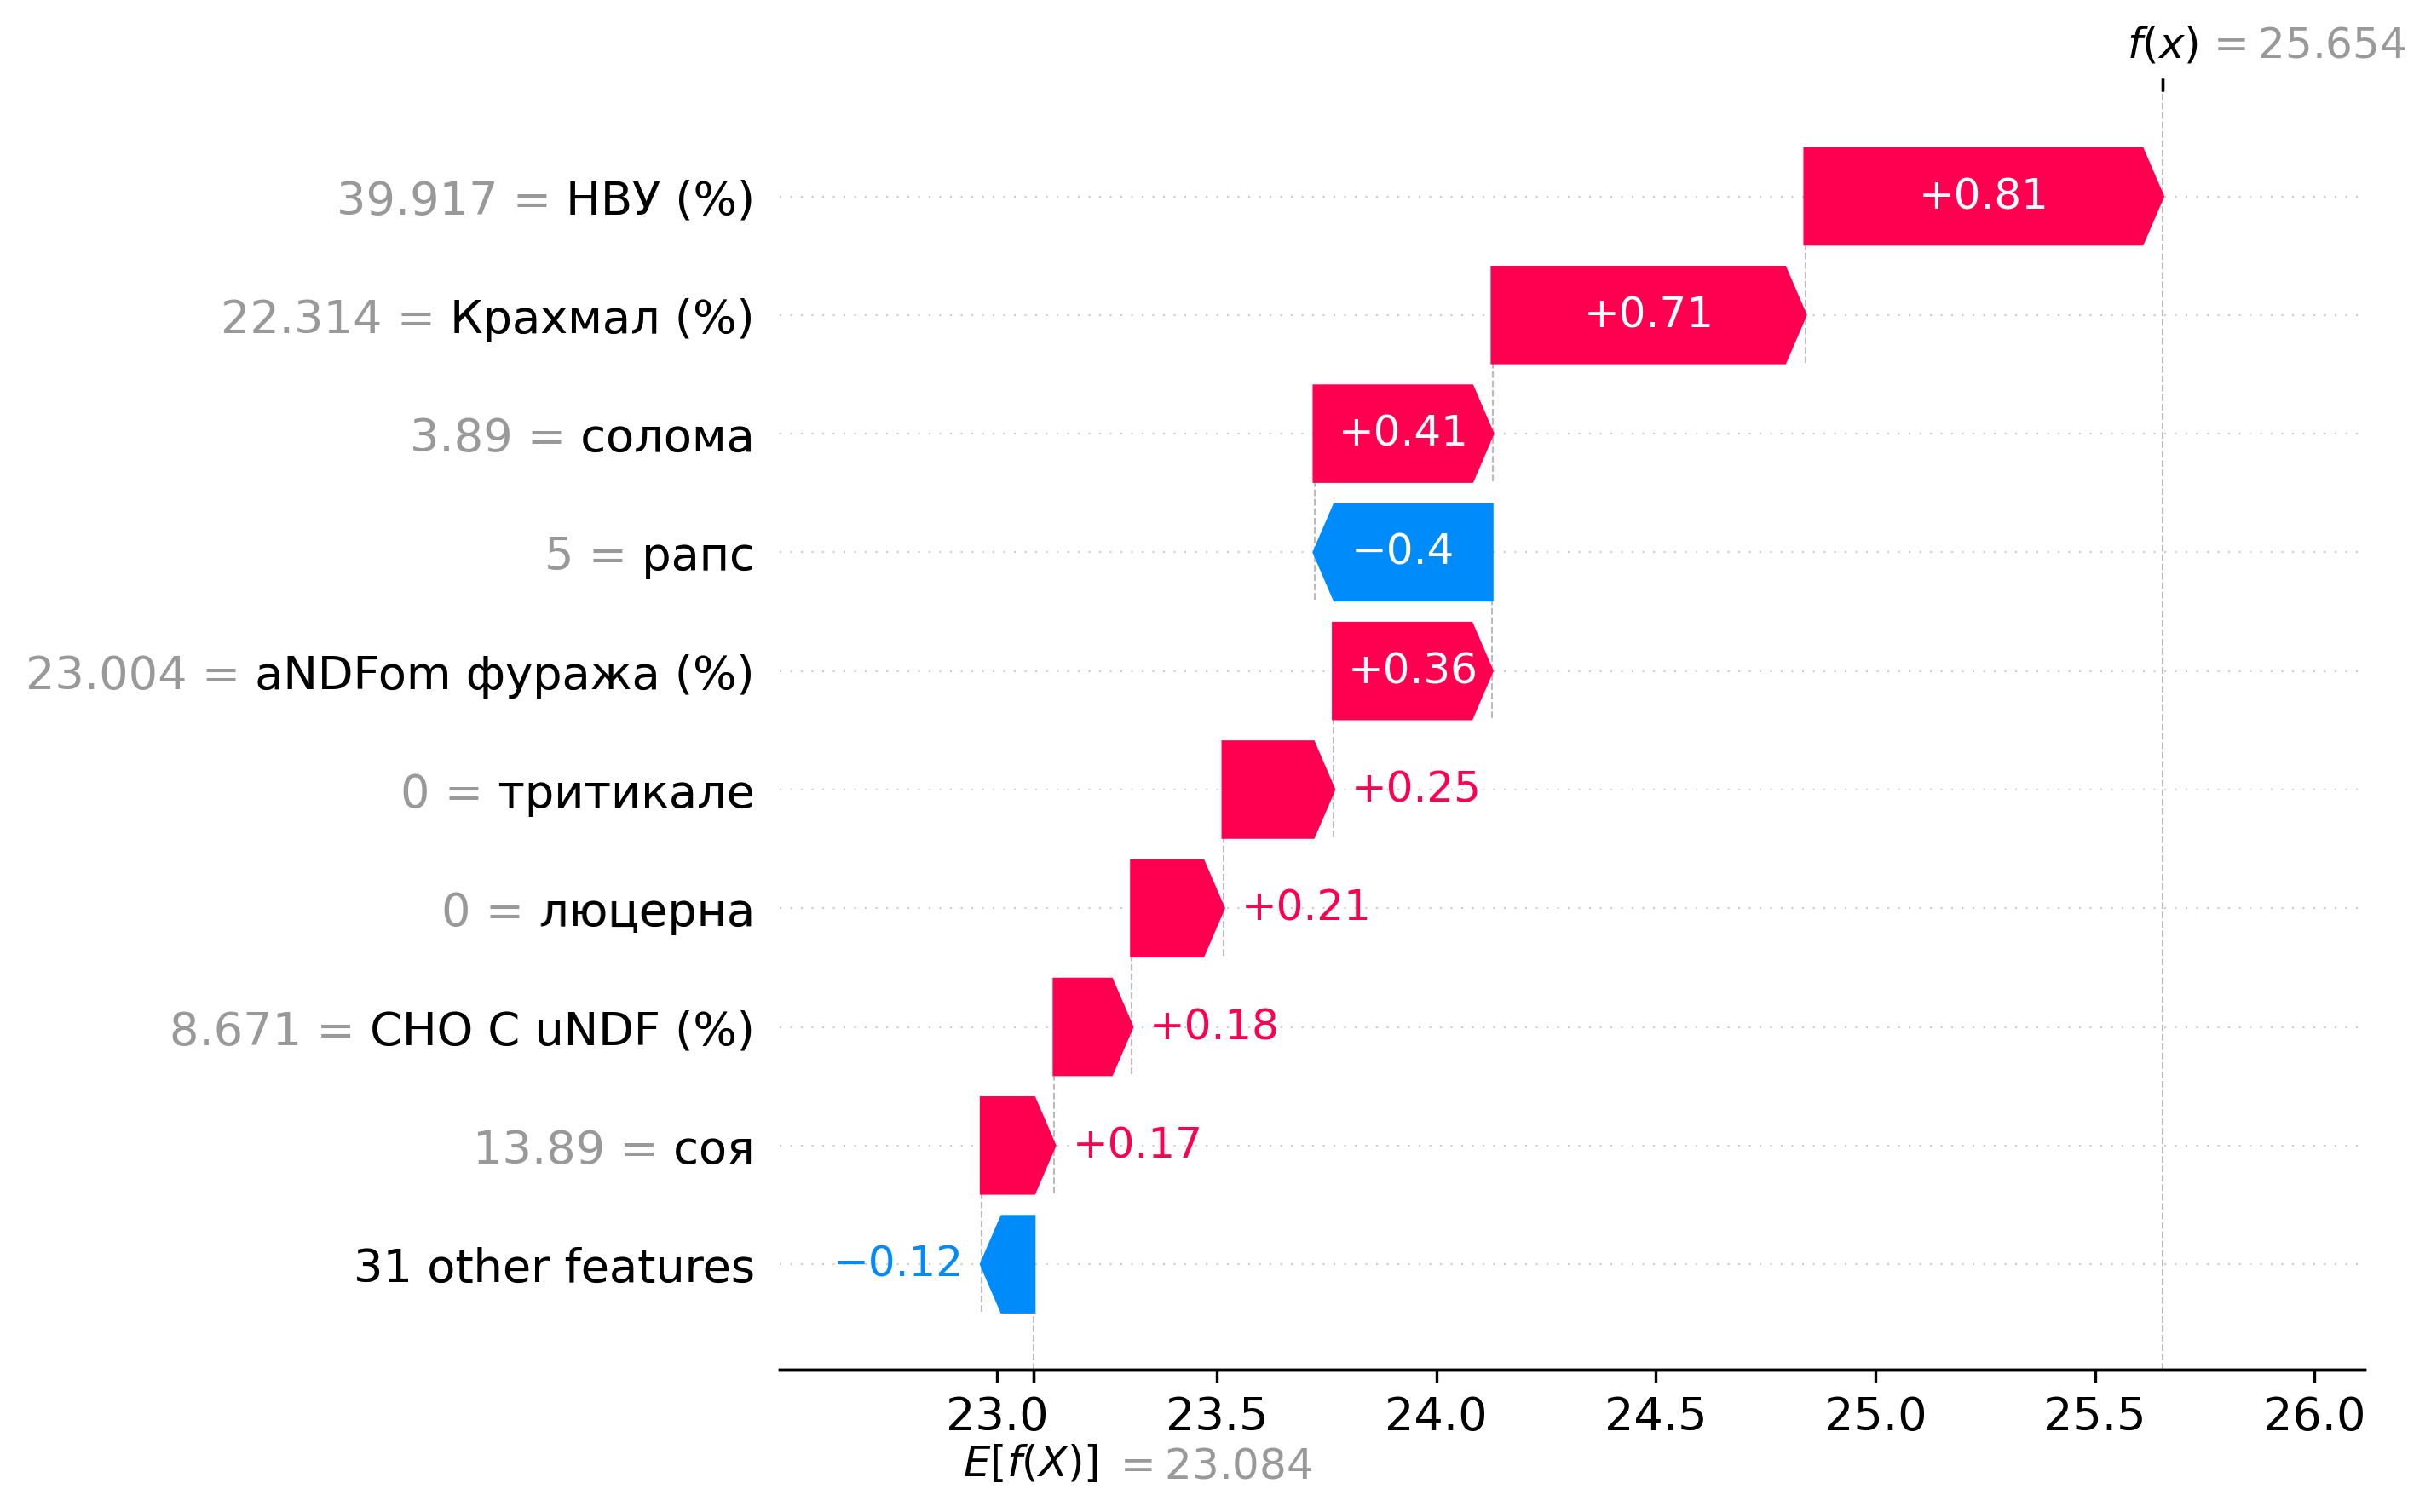 f(x) = 25.654
39.917 = НВУ (%)
+0.81
22.314 = Крахмал (%)
+0.71
3.89 = солома
+0.41
5 = рапс
−0.4
23.004 = aNDFom фуража (%)
+0.36
0 = тритикале
+0.25
0 = люцерна
+0.21
8.671 = CHO C uNDF (%)
+0.18
13.89 = соя
+0.17
31 other features
−0.12
23.0 23.5 24.0 24.5 25.0 25.5 26.0
E[f(X)] = 23.084